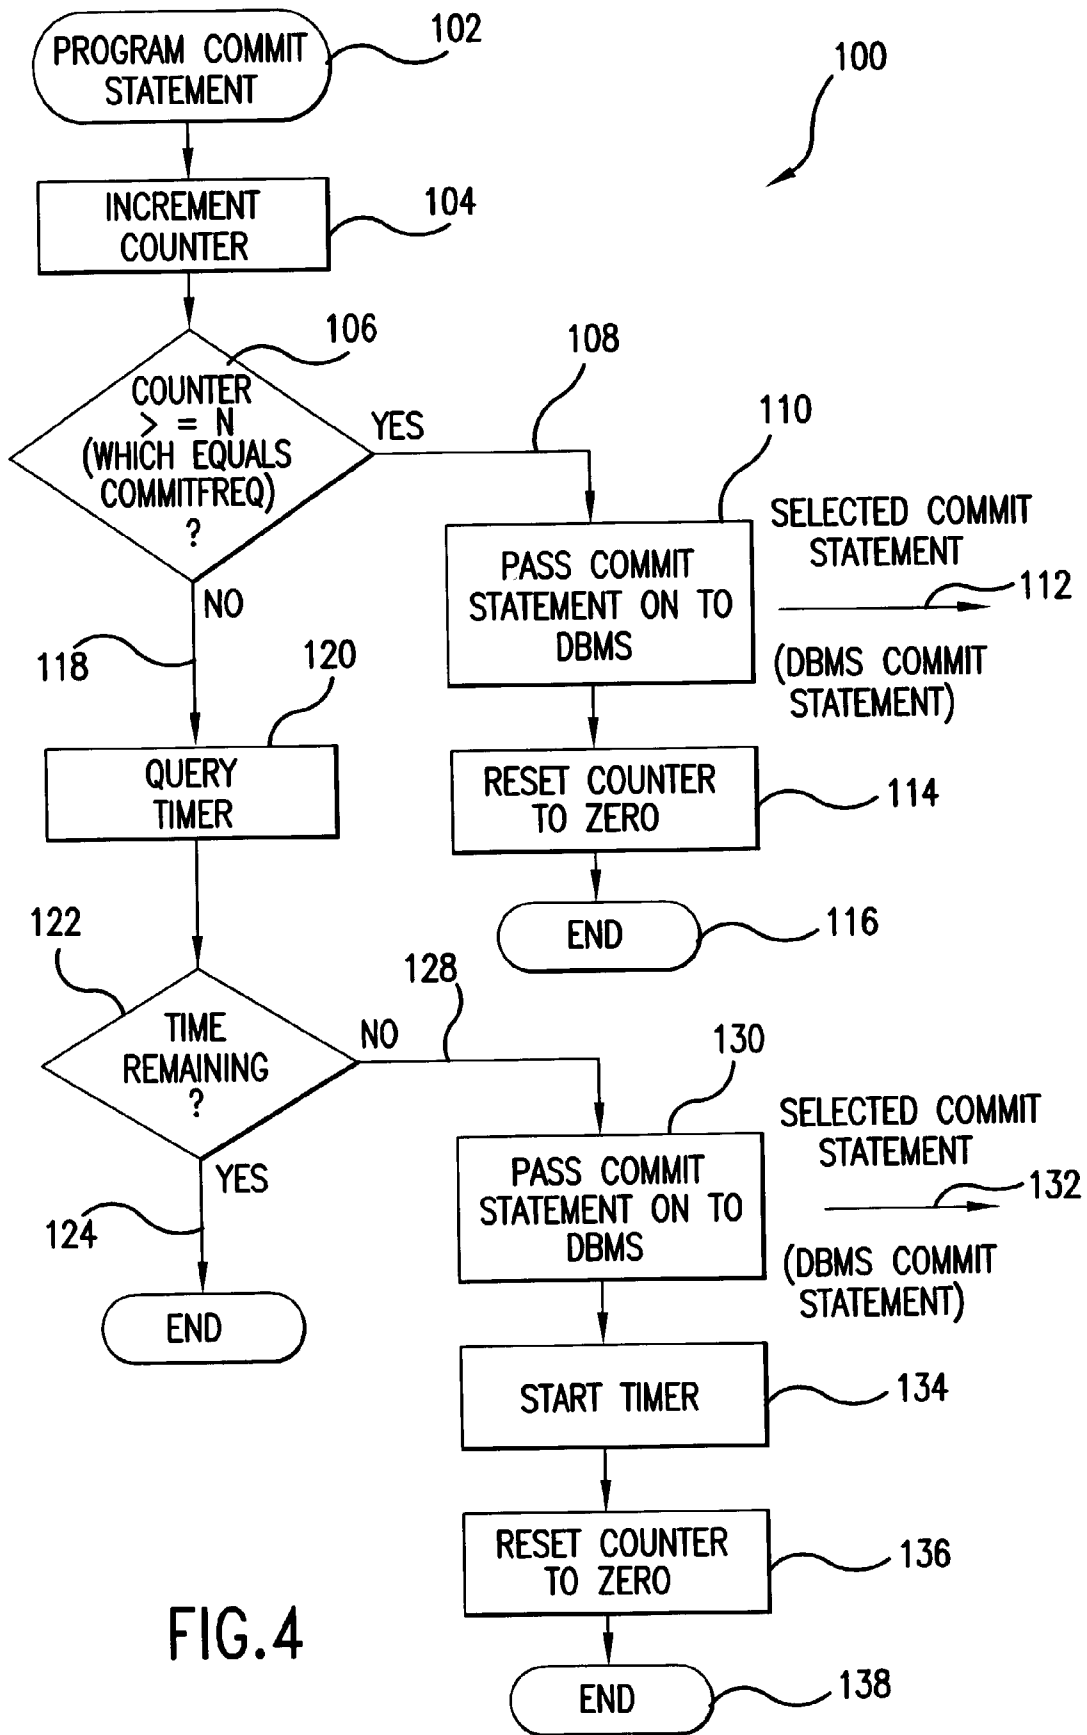 PROGRAM COMMIT
STATEMENT
102
100
INCREMENT
COUNTER
104
106
COUNTER
> = N
(WHICH EQUALS
COMMITFREQ)
?
YES
108
110
NO
PASS COMMIT
STATEMENT ON TO
DBMS
SELECTED COMMIT
STATEMENT
112
(DBMS COMMIT
STATEMENT)
118
120
QUERY
TIMER
RESET COUNTER
TO ZERO
114
END
116
122
TIME
REMAINING
?
NO
128
130
YES
124
END
PASS COMMIT
STATEMENT ON TO
DBMS
SELECTED COMMIT
STATEMENT
132
(DBMS COMMIT
STATEMENT)
START TIMER
134
RESET COUNTER
TO ZERO
136
END
138
FIG.4